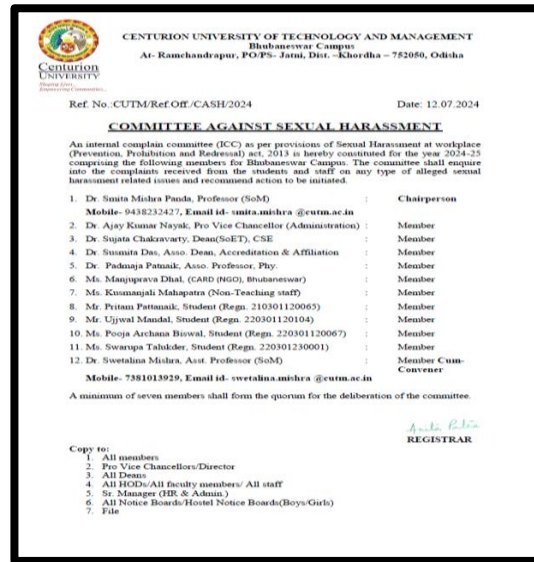 CENTURION UNIVERSITY OF TECHNOLOGY AND MANAGEMENT
Bhubaneswar Campus
At- Ramchandrapur, PO/PS- Jatni, Dist. –Khordha – 752050, Odisha
Centurion
UNIVERSITY
Shaping Lives...
Empowering Communities...
Ref. No.:CUTM/Ref.Off./CASH/2024 Date: 12.07.2024
COMMITTEE AGAINST SEXUAL HARASSMENT
An internal complain committee (ICC) as per provisions of Sexual Harassment at workplace
(Prevention, Prohibition and Redressal) act, 2013 is hereby constituted for the year 2024-25
comprising the following members for Bhubaneswar Campus. The committee shall enquire
into the complaints received from the students and staff on any type of alleged sexual
harassment related issues and recommend action to be initiated.
1. Dr. Smita Mishra Panda, Professor (SoM) : Chairperson
Mobile- 9438232427, Email id- smita.mishra @cutm.ac.in
2. Dr. Ajay Kumar Nayak, Pro Vice Chancellor (Administration) : Member
3. Dr. Sujata Chakravarty, Dean(SoET), CSE : Member
4. Dr. Susmita Das, Asso. Dean, Accreditation & Affiliation : Member
5. Dr. Padmaja Patnaik, Asso. Professor, Phy. : Member
6. Ms. Manjuprava Dhal, (CARD (NGO), Bhubaneswar) : Member
7. Ms. Kusmanjali Mahapatra (Non-Teaching staff) : Member
8. Mr. Pritam Pattanaik, Student (Regn. 210301120065) : Member
9. Mr. Ujjwal Mandal, Student (Regn. 220301120104) : Member
10. Ms. Pooja Archana Biswal, Student (Regn. 220301120067) : Member
11. Ms. Swarupa Talukder, Student (Regn. 220301230001) : Member
12. Dr. Swetalina Mishra, Asst. Professor (SoM) : Member Cum-
Convener
Mobile- 7381013929, Email id- swetalina.mishra @cutm.ac.in
A minimum of seven members shall form the quorum for the deliberation of the committee.
REGISTRAR
Copy to:
1. All members
2. Pro Vice Chancellors/Director
3. All Deans
4. All HODs/All faculty members/ All staff
5. Sr. Manager (HR & Admin.)
6. All Notice Boards/Hostel Notice Boards(Boys/Girls)
7. File